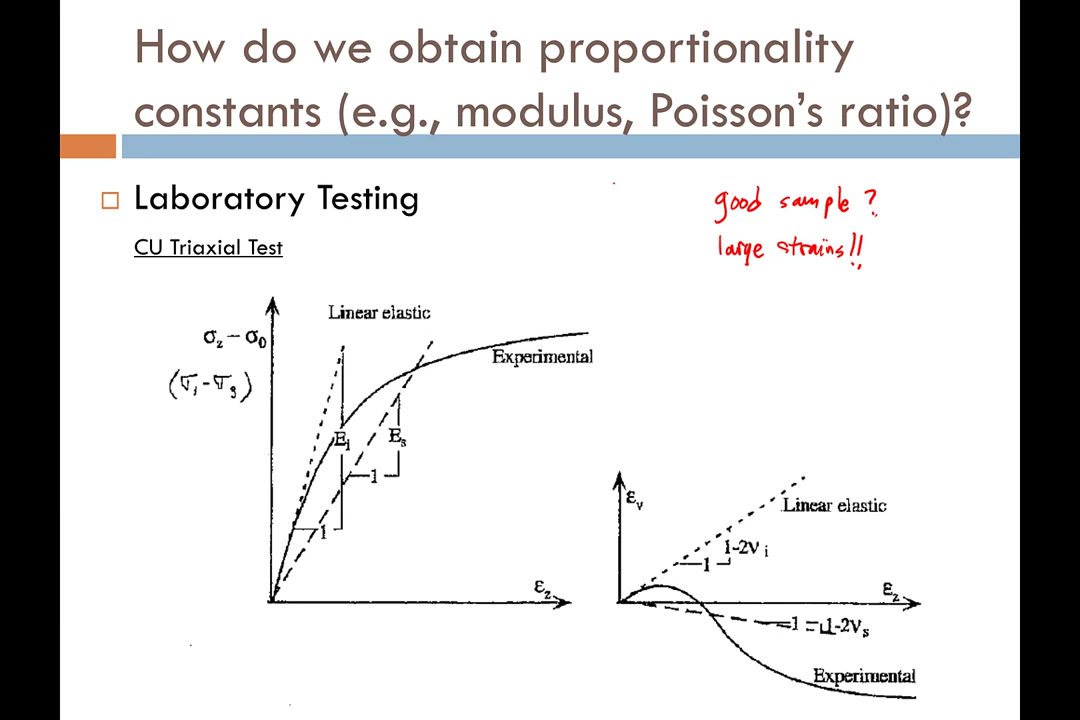 How do we obtain proportionality
constants (e.g., modulus, Poisson's ratio)?
Laboratory Testing
good sample ?
large strains!!
CU Triaxial Test
Linear elastic
σz – σ0
Experimental
(σ1 - σ3)
Ei
Es
1
1
εz
εv
Linear elastic
1-2νi
1
εz
1
1-2νs
Experimental